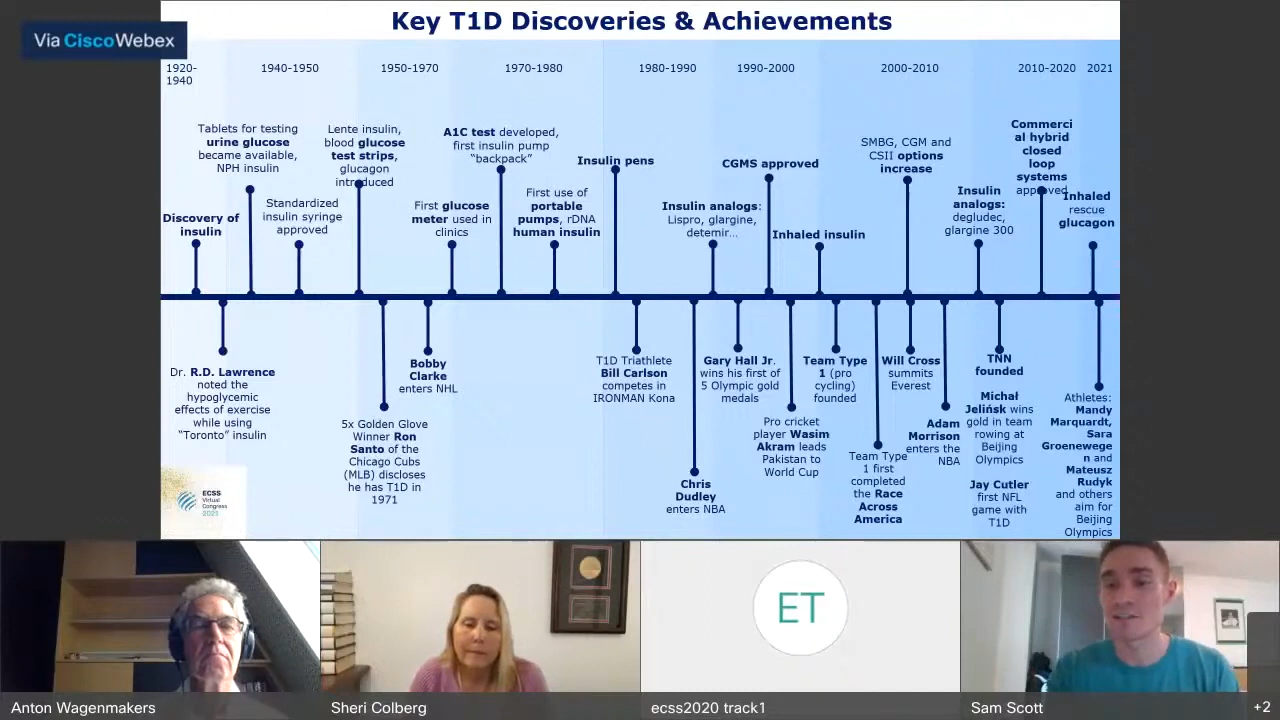 Key T1D Discoveries & Achievements
Via Cisco Webex
1920-
1940
1940-1950
1950-1970
1970-1980
1980-1990
1990-2000
2000-2010
2010-2020
2021
Discovery of
insulin
Tablets for testing
urine glucose
became available,
NPH insulin
Standardized
insulin syringe
approved
Lente insulin,
blood glucose
test strips,
glucagon
introduced
First glucose
meter used in
clinics
A1C test developed,
first insulin pump
“backpack”
First use of
portable
pumps, rDNA
human insulin
Insulin pens
Insulin analogs:
Lispro, glargine,
detemir…
CGMS approved
Inhaled insulin
SMBG, CGM and
CSII options
increase
Insulin
analogs:
degludec,
glargine 300
Commerci
al hybrid
closed
loop
systems
approved
Inhaled
rescue
glucagon
Dr. R.D. Lawrence
noted the
hypoglycemic
effects of exercise
while using
“Toronto” insulin
5x Golden Glove
Winner Ron
Santo of the
Chicago Cubs
(MLB) discloses
he has T1D in
1971
Bobby
Clarke
enters NHL
T1D Triathlete
Bill Carlson
competes in
IRONMAN Kona
Chris
Dudley
enters NBA
Gary Hall Jr.
wins his first of
5 Olympic gold
medals
Pro cricket
player Wasim
Akram leads
Pakistan to
World Cup
Team Type
1 (pro
cycling)
founded
Team Type
1 first
completed
the Race
Across
America
Will Cross
summits
Everest
Adam
Morrison
enters the
NBA
TNN
founded
Michał
Jelińsk wins
gold in team
rowing at
Beijing
Olympics
Jay Cutler
first NFL
game with
T1D
Athletes:
Mandy
Marquardt,
Sara
Groenewege
n and
Mateusz
Rudyk
and others
aim for
Beijing
Olympics
ECSS
Virtual
Congress
2021
ET
Anton Wagenmakers
Sheri Colberg
ecss2020 track1
Sam Scott
+2